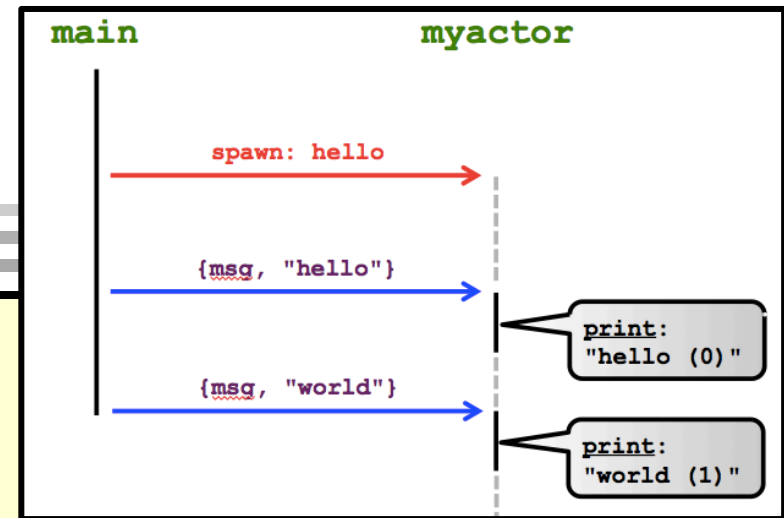 main myactor
spawn: hello
{msg, "hello"}
print:
"hello (0)"
{msg, "world"}
print:
"world (1)"